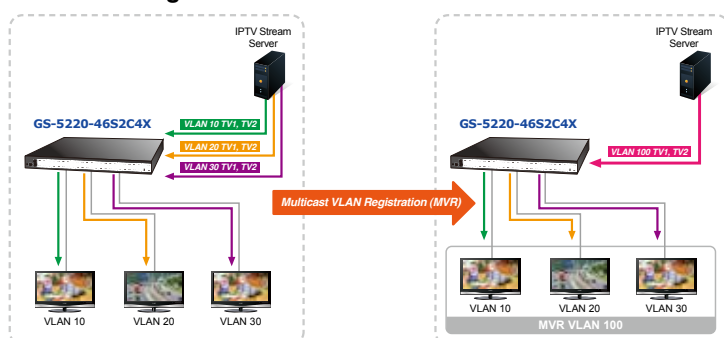 IPTV Stream
Server
GS-5220-46S2C4X
VLAN 10 TV1, TV2
VLAN 20 TV1, TV2
VLAN 30 TV1, TV2
VLAN 10
VLAN 20
VLAN 30
Multicast VLAN Registration (MVR)
IPTV Stream
Server
GS-5220-46S2C4X
VLAN 100 TV1, TV2
VLAN 10
VLAN 20
VLAN 30
MVR VLAN 100